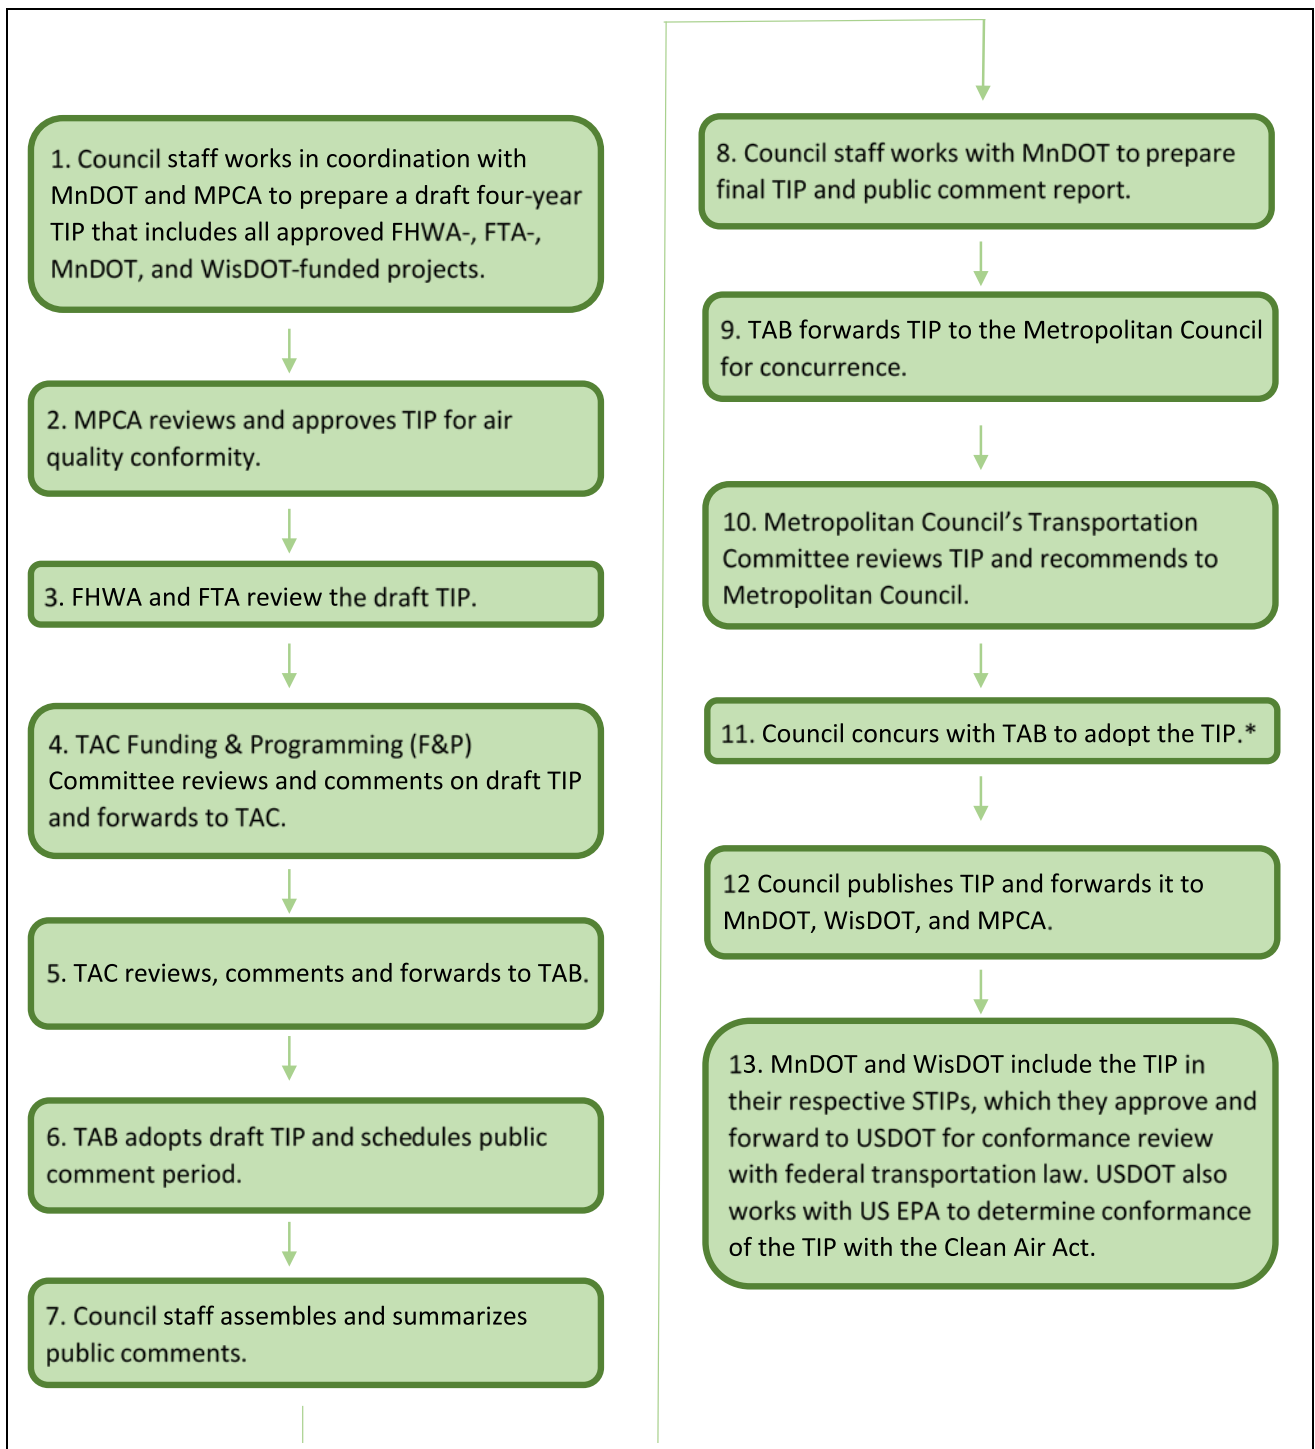 1. Council staff works in coordination with
MnDOT and MPCA to prepare a draft four-year
TIP that includes all approved FHWA-, FTA-,
MnDOT, and WisDOT-funded projects.
2. MPCA reviews and approves TIP for air
quality conformity.
3. FHWA and FTA review the draft TIP.
4. TAC Funding & Programming (F&P)
Committee reviews and comments on draft TIP
and forwards to TAC.
5. TAC reviews, comments and forwards to TAB.
6. TAB adopts draft TIP and schedules public
comment period.
7. Council staff assembles and summarizes
public comments.
8. Council staff works with MnDOT to prepare
final TIP and public comment report.
9. TAB forwards TIP to the Metropolitan Council
for concurrence.
10. Metropolitan Council’s Transportation
Committee reviews TIP and recommends to
Metropolitan Council.
11. Council concurs with TAB to adopt the TIP.*
12 Council publishes TIP and forwards it to
MnDOT, WisDOT, and MPCA.
13. MnDOT and WisDOT include the TIP in
their respective STIPs, which they approve and
forward to USDOT for conformance review
with federal transportation law. USDOT also
works with US EPA to determine conformance
of the TIP with the Clean Air Act.